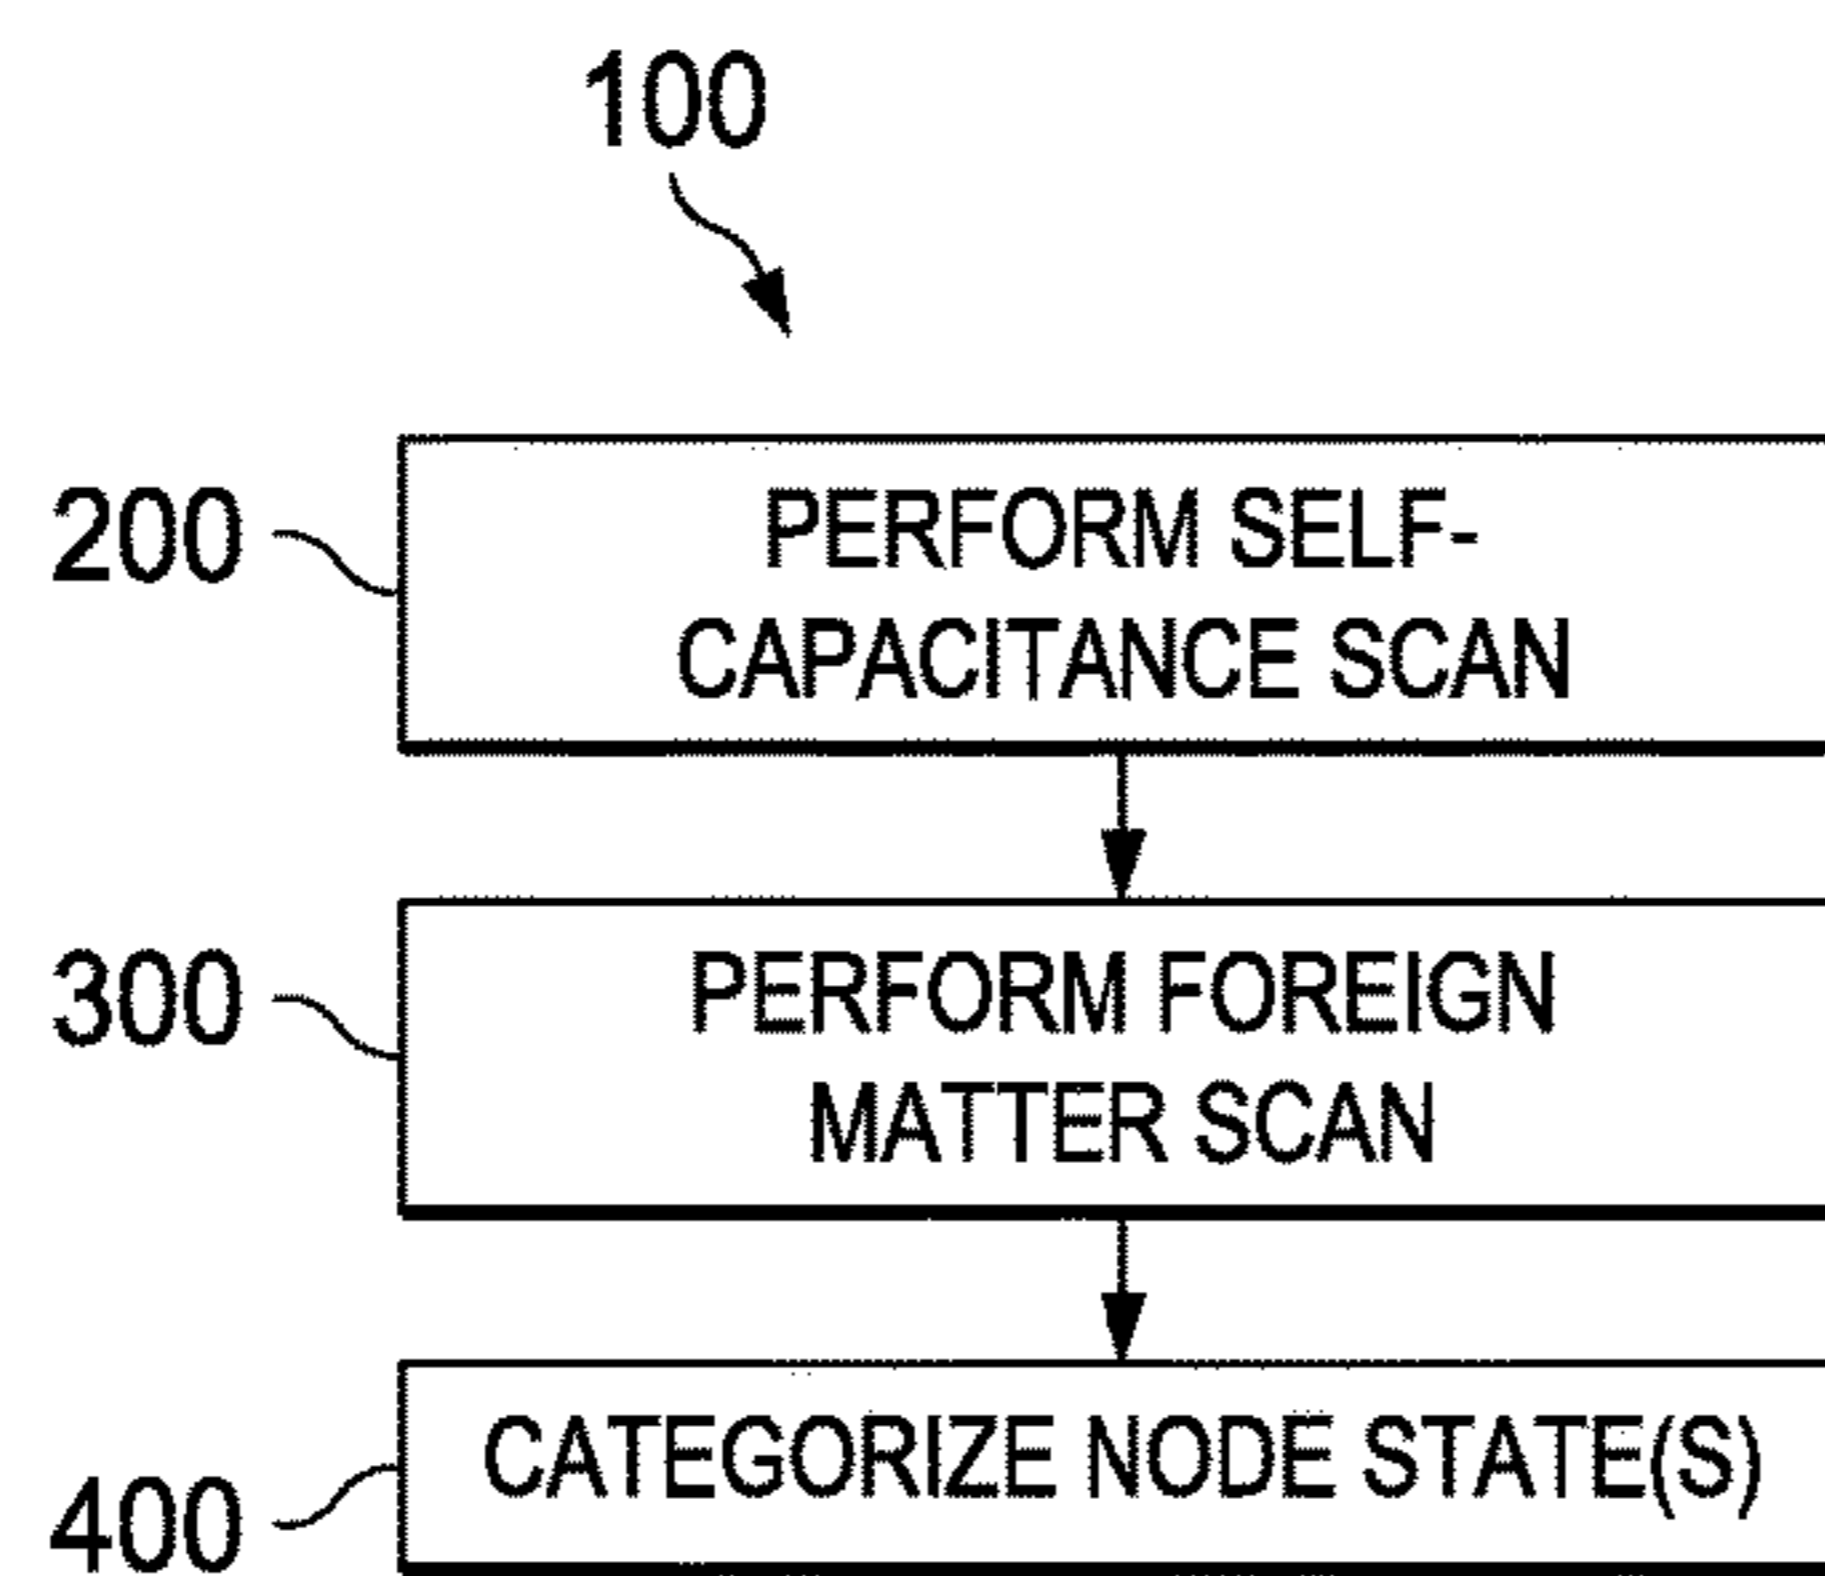 100
200
PERFORM SELF-
CAPACITANCE SCAN
300
PERFORM FOREIGN
MATTER SCAN
400
CATEGORIZE NODE STATE(S)